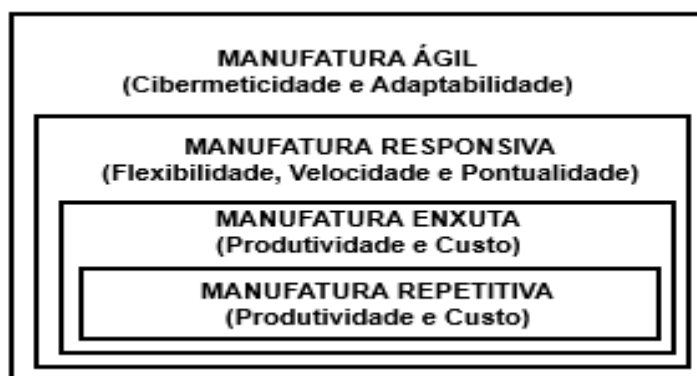 MANUFATURA ÁGIL
(Cibermeticidade e Adaptabilidade)
MANUFATURA RESPONSIVA
(Flexibilidade, Velocidade e Pontualidade)
MANUFATURA ENXUTA
(Produtividade e Custo)
MANUFATURA REPETITIVA
(Produtividade e Custo)